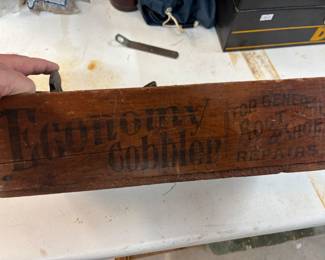 Economy
Cobbler
FOR GENERAL
BOOT & SHOE
REPAIRS